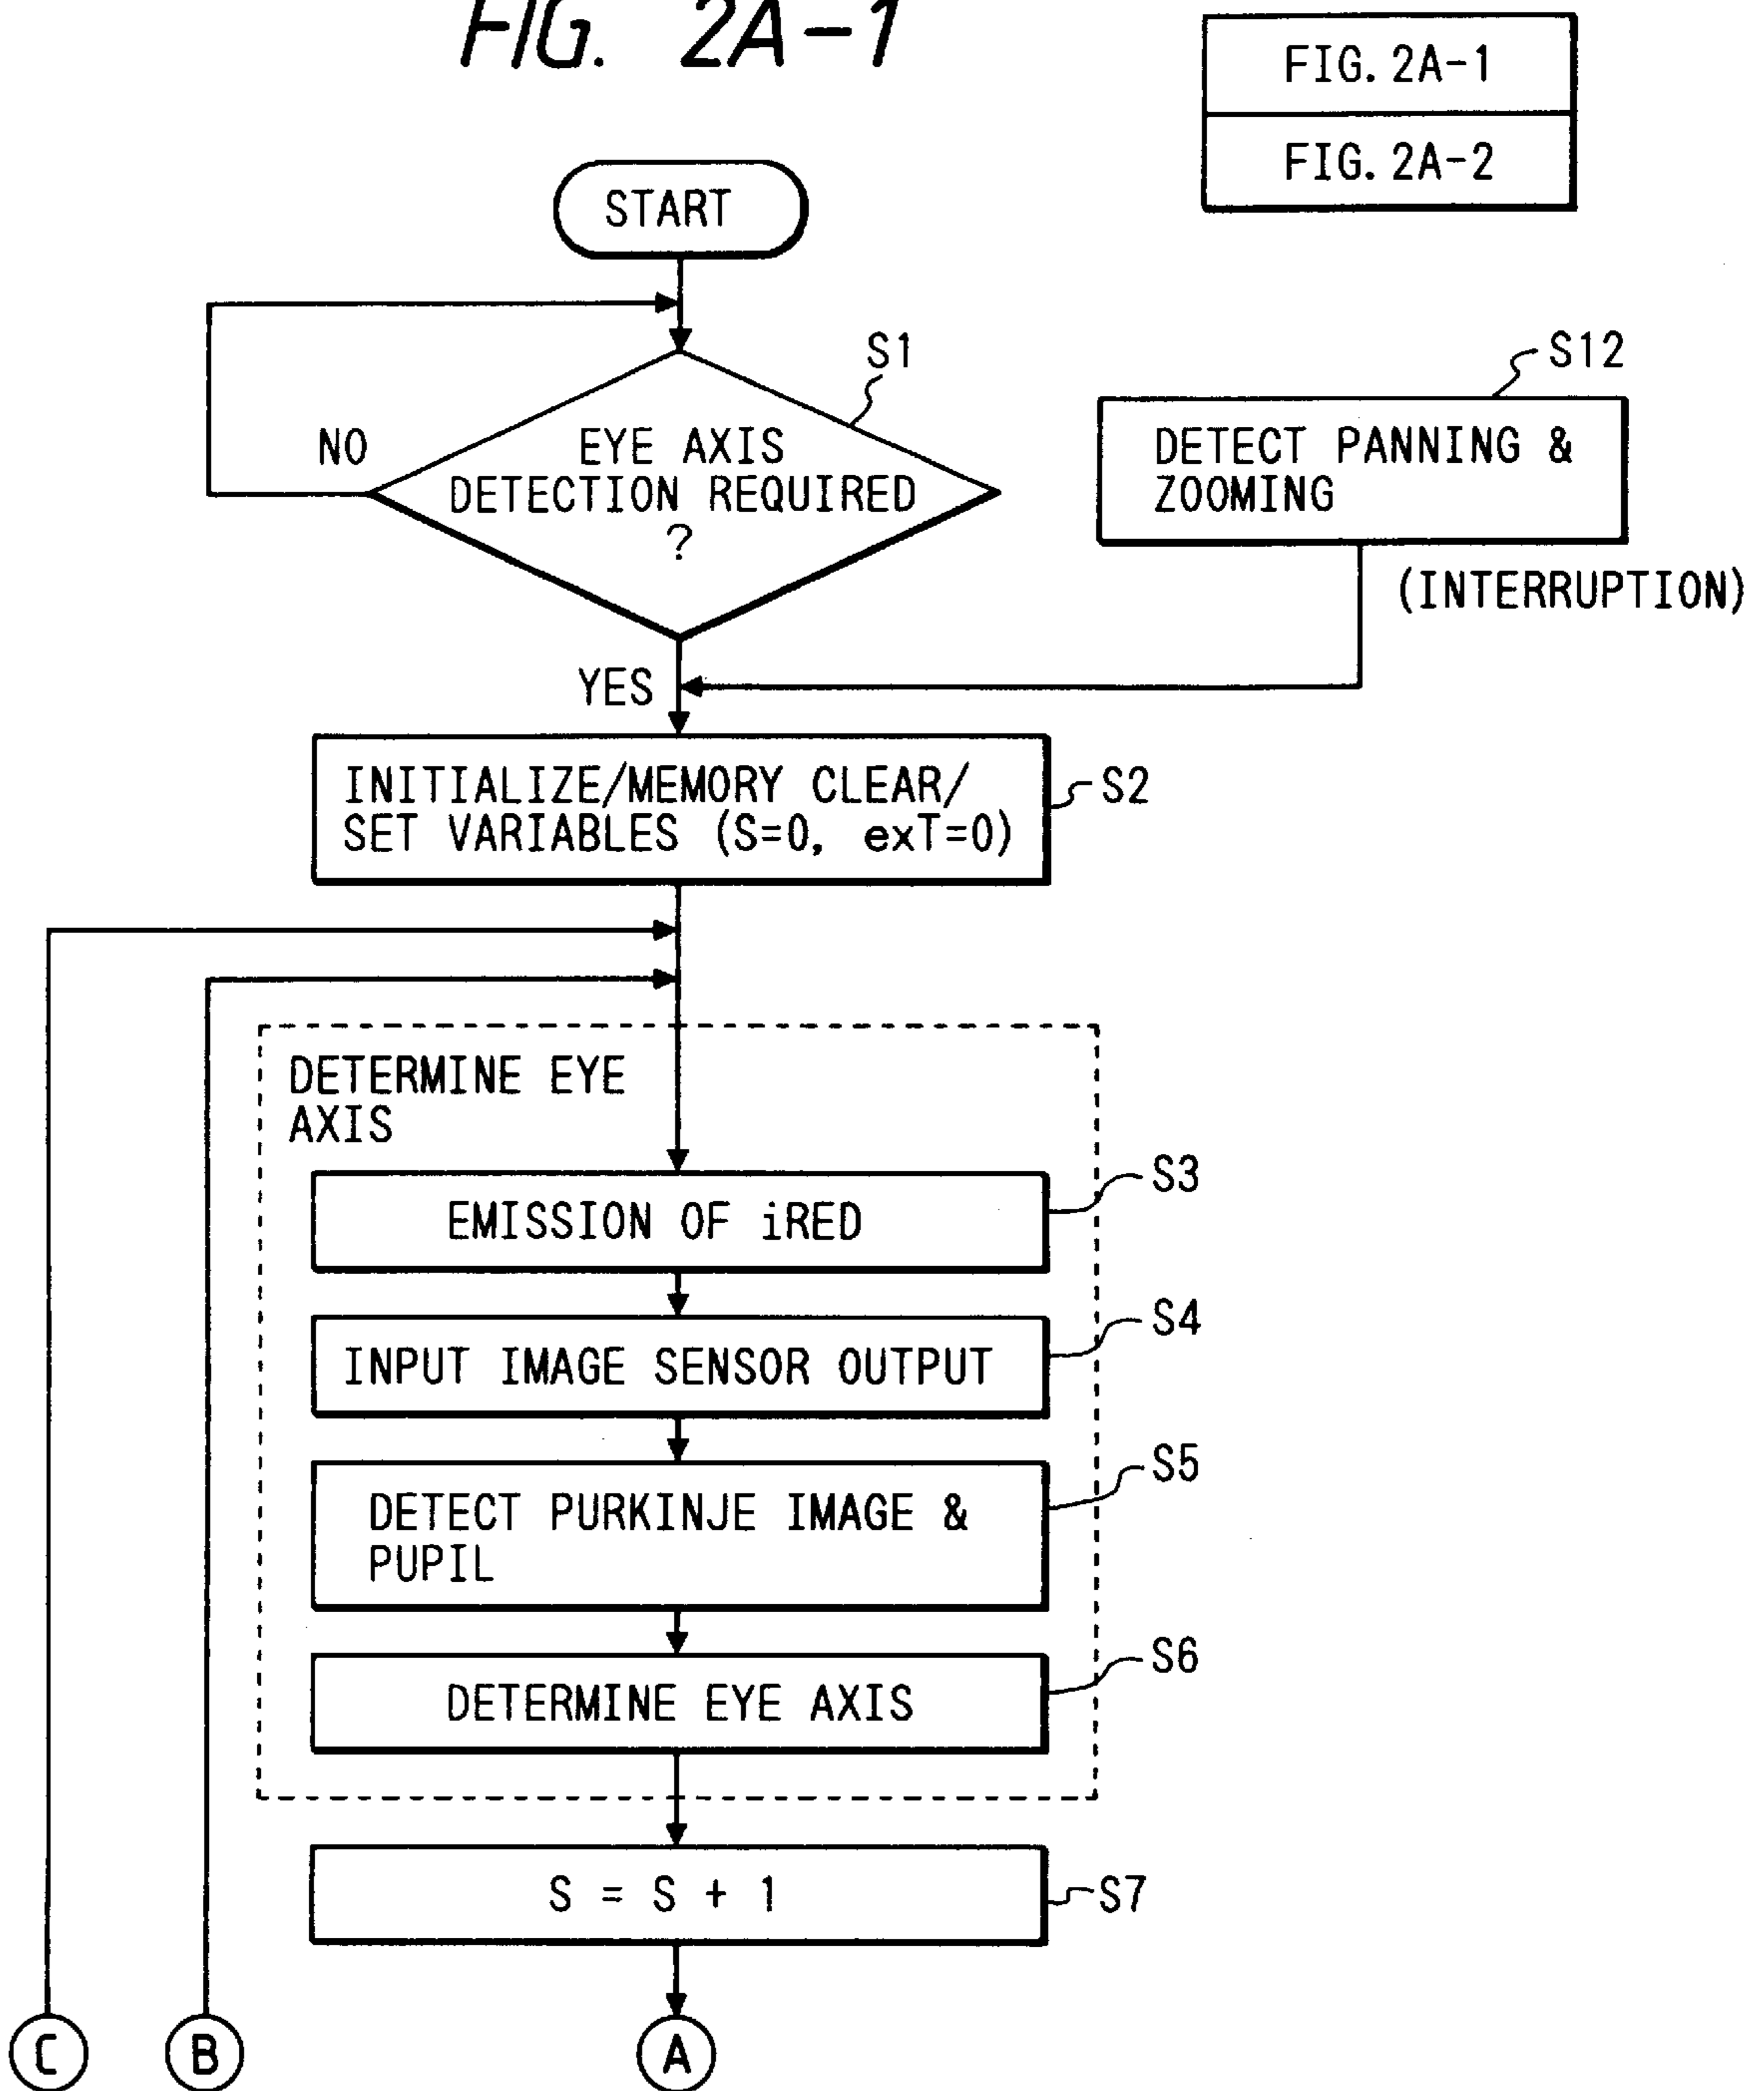 FIG. 2A-1
FIG. 2A-1
FIG. 2A-2
START
S1
S12
NO
EYE AXIS
DETECTION REQUIRED
?
DETECT PANNING &
ZOOMING
(INTERRUPTION)
YES
INITIALIZE/MEMORY CLEAR/
SET VARIABLES (S=0, exT=0)
S2
DETERMINE EYE
AXIS
S3
EMISSION OF iRED
S4
INPUT IMAGE SENSOR OUTPUT
S5
DETECT PURKINJE IMAGE &
PUPIL
S6
DETERMINE EYE AXIS
S = S + 1
S7
C
B
A